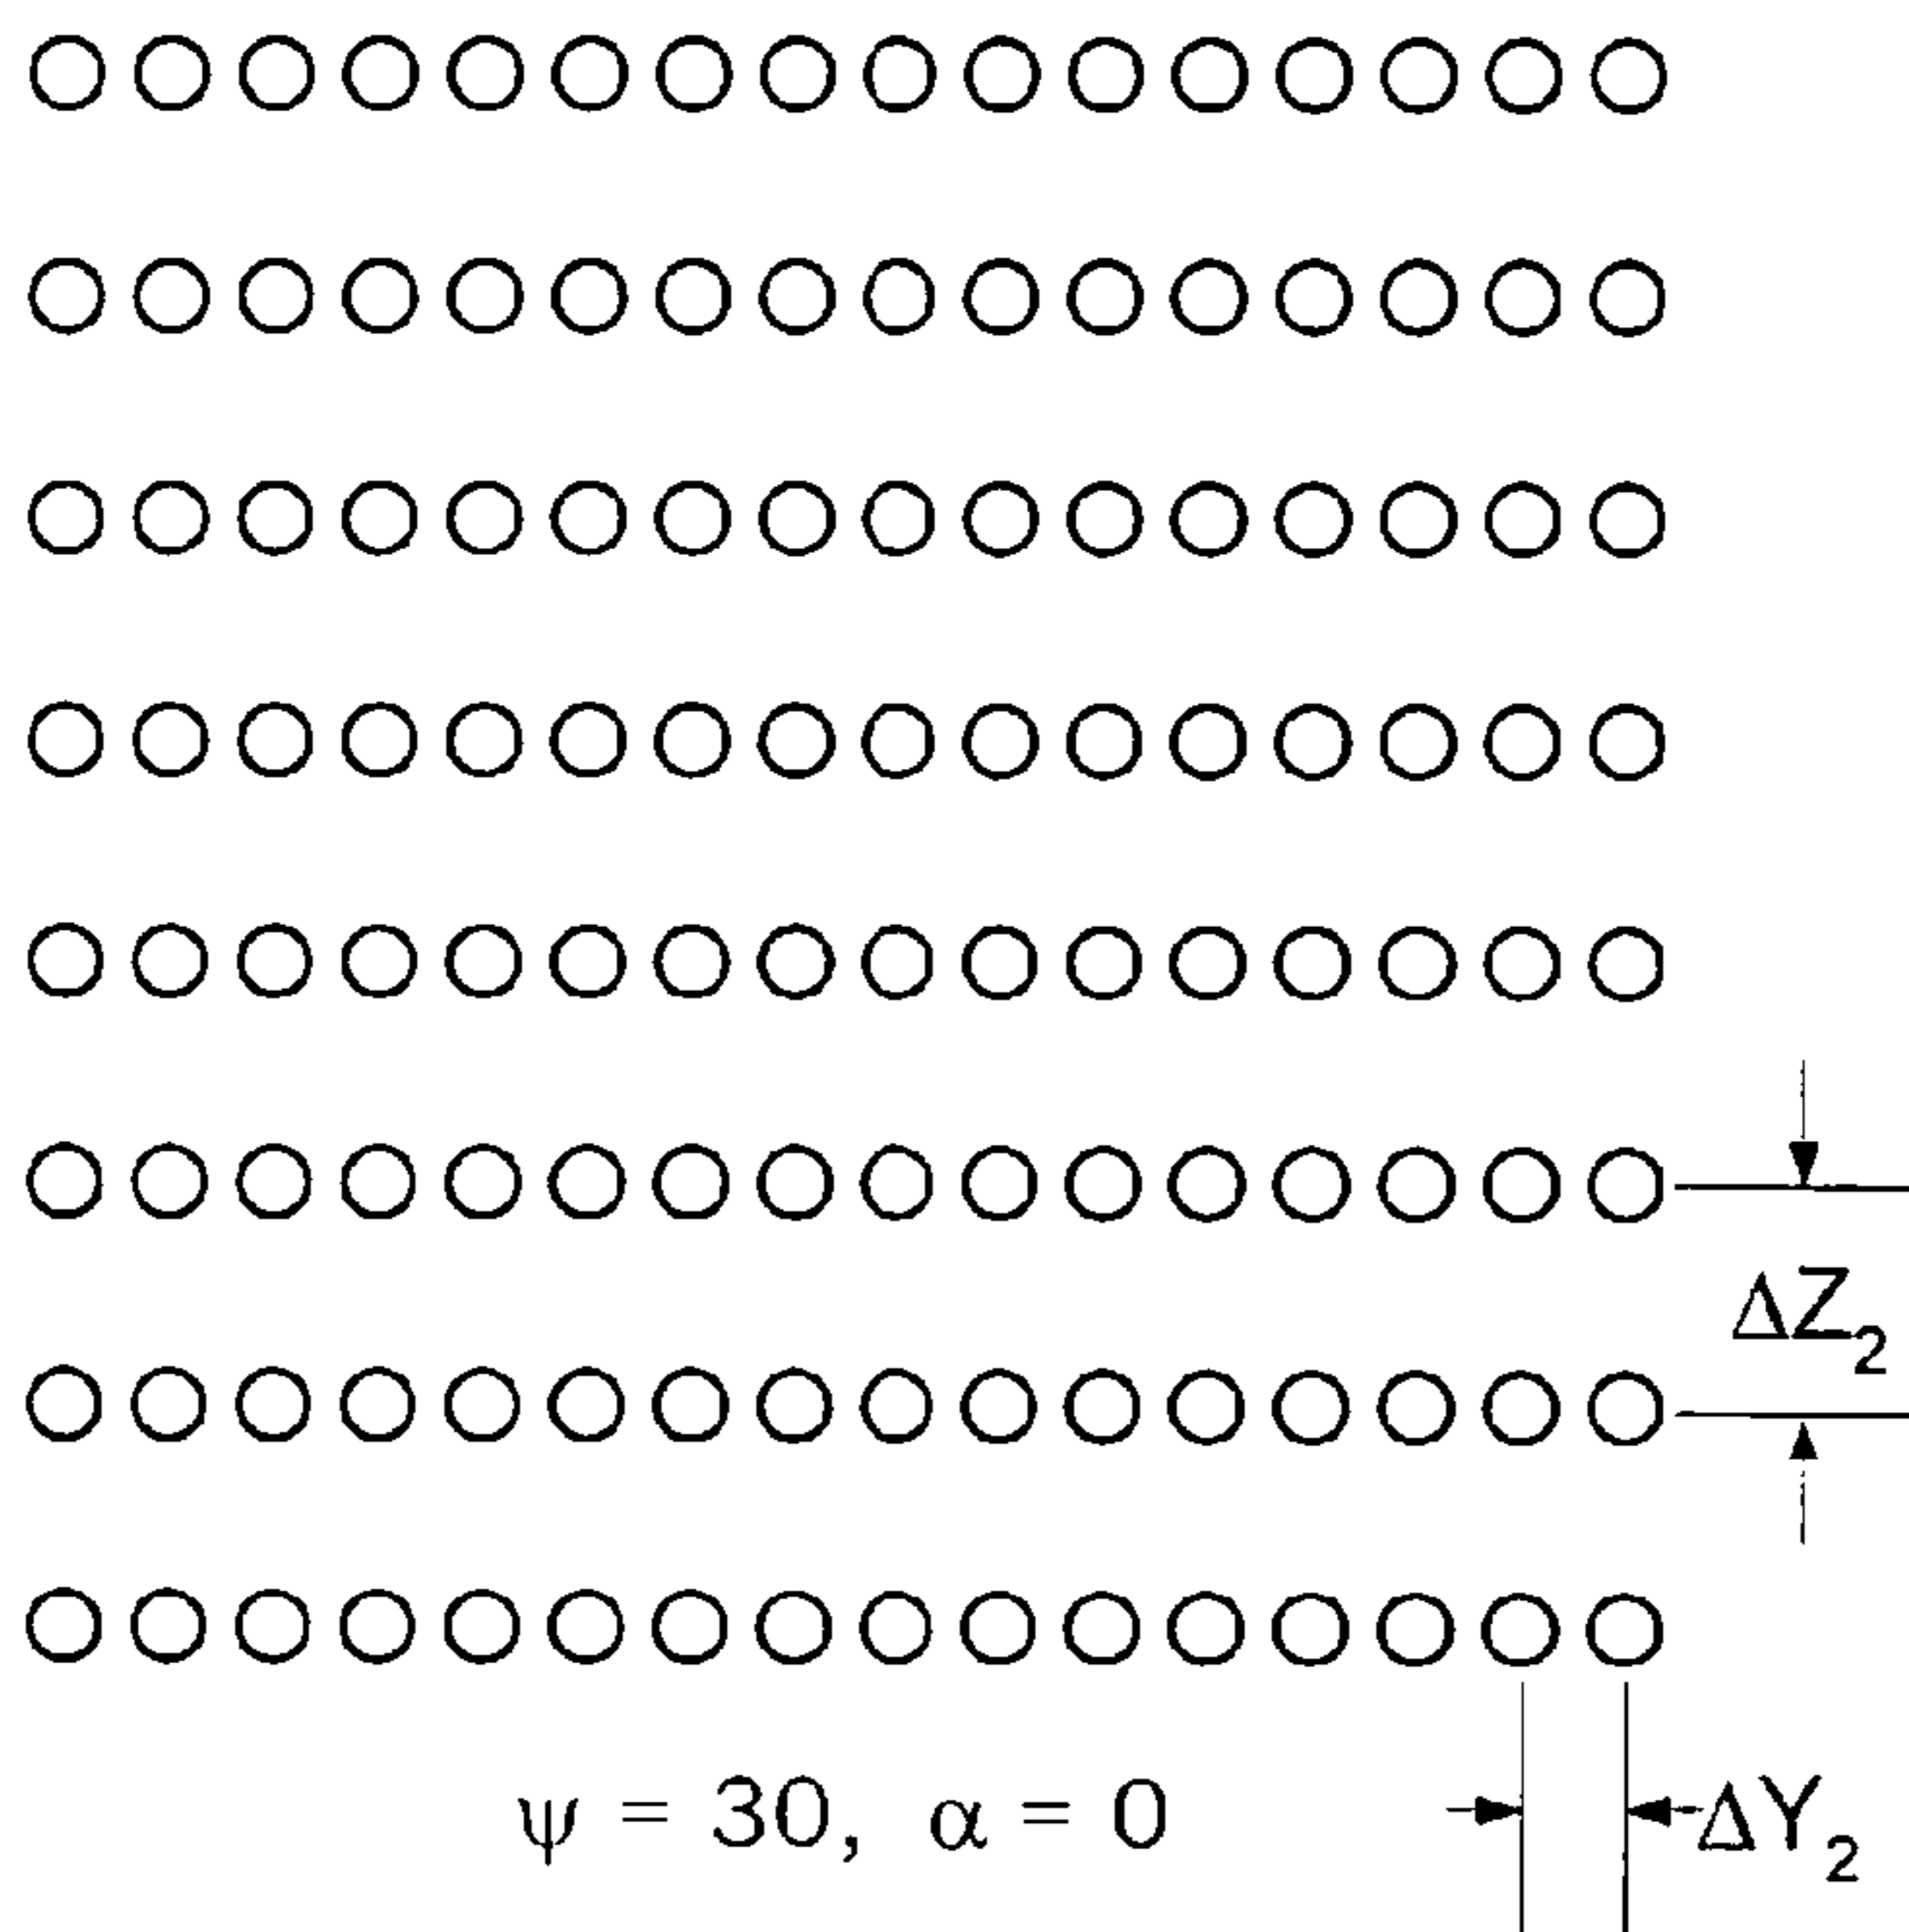 ΔZ₂
ψ = 30, α = 0
ΔY₂